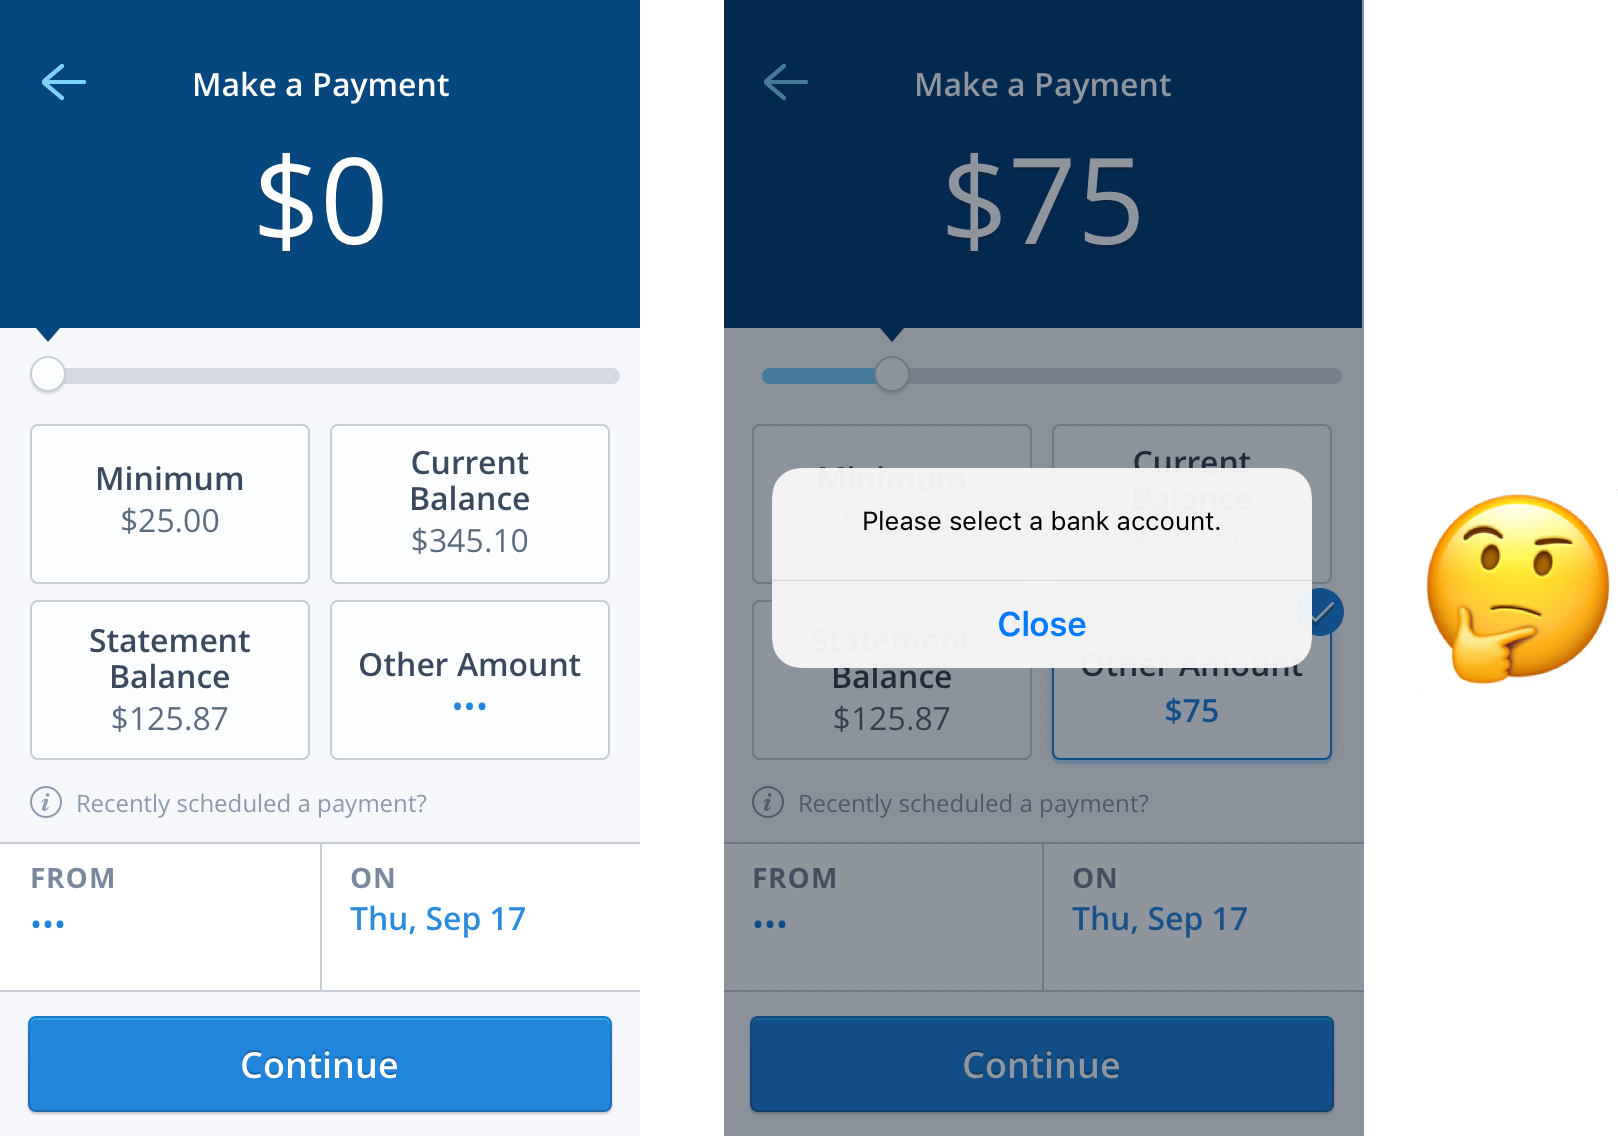 Make a Payment
$0
Minimum
$25.00
Current
Balance
$345.10
Statement
Balance
$125.87
Other Amount
...
i Recently scheduled a payment?
FROM
...
ON
Thu, Sep 17
Continue
Make a Payment
$75
Minimum
Current
Balance
$345.10
Please select a bank account.
Close
Statement
Balance
$125.87
Other Amount
$75
i Recently scheduled a payment?
FROM
...
ON
Thu, Sep 17
Continue